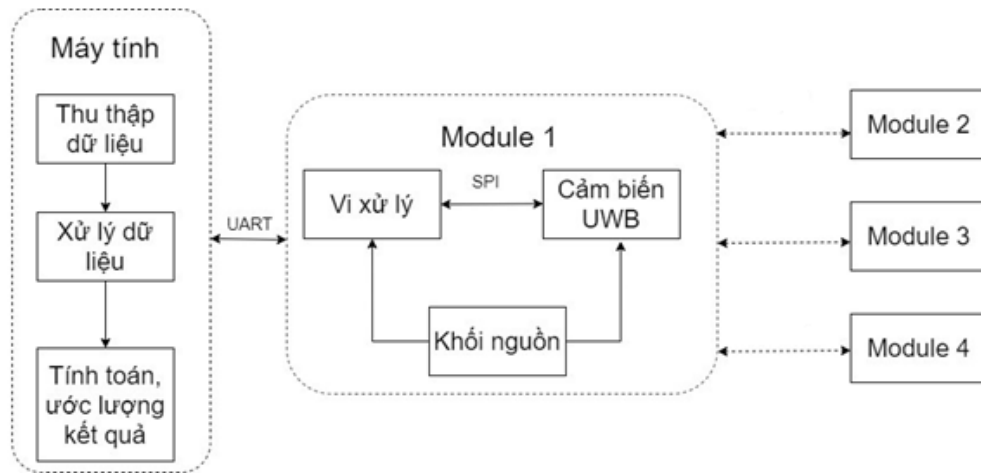 Máy tính
Thu thập
dữ liệu
Xử lý dữ
liệu
Tính toán,
ước lượng
kết quả
UART
Module 1
Vi xử lý
SPI
Cảm biến
UWB
Khối nguồn
Module 2
Module 3
Module 4